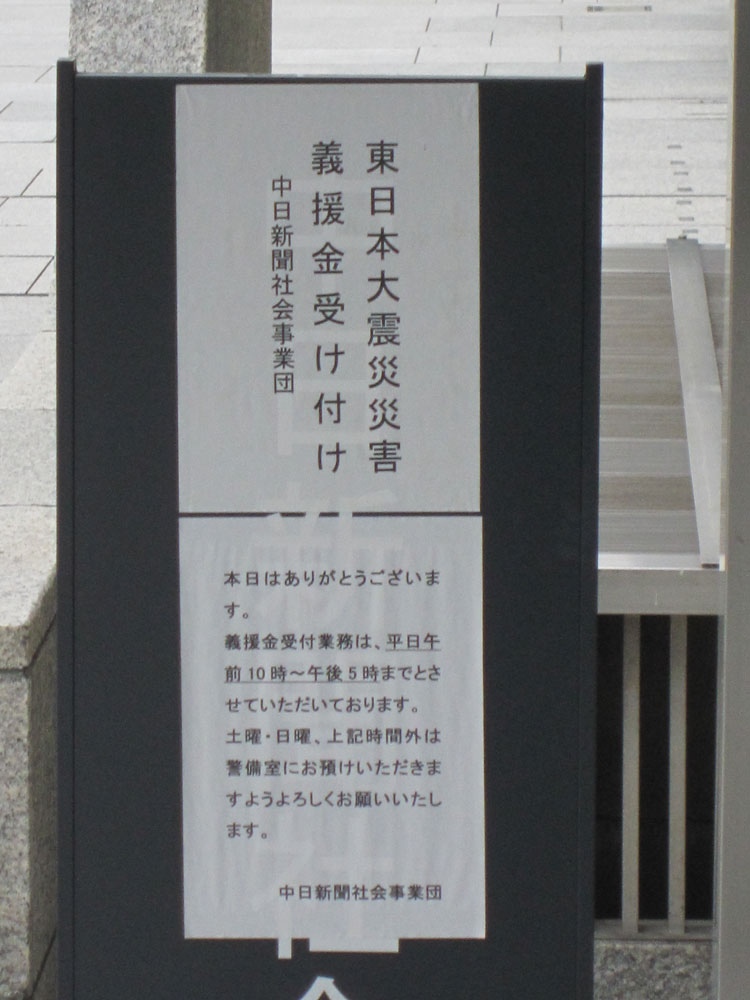 東日本大震災災害
義援金受け付け
中日新聞社会事業団
本日はありがとうございま
す。
義援金受付業務は、平日午
前10時～午後5時までとさ
せていただいております。
土曜・日曜、上記時間外は
警備室にお預けいただきま
すようよろしくお願いいたし
ます。
中日新聞社会事業団